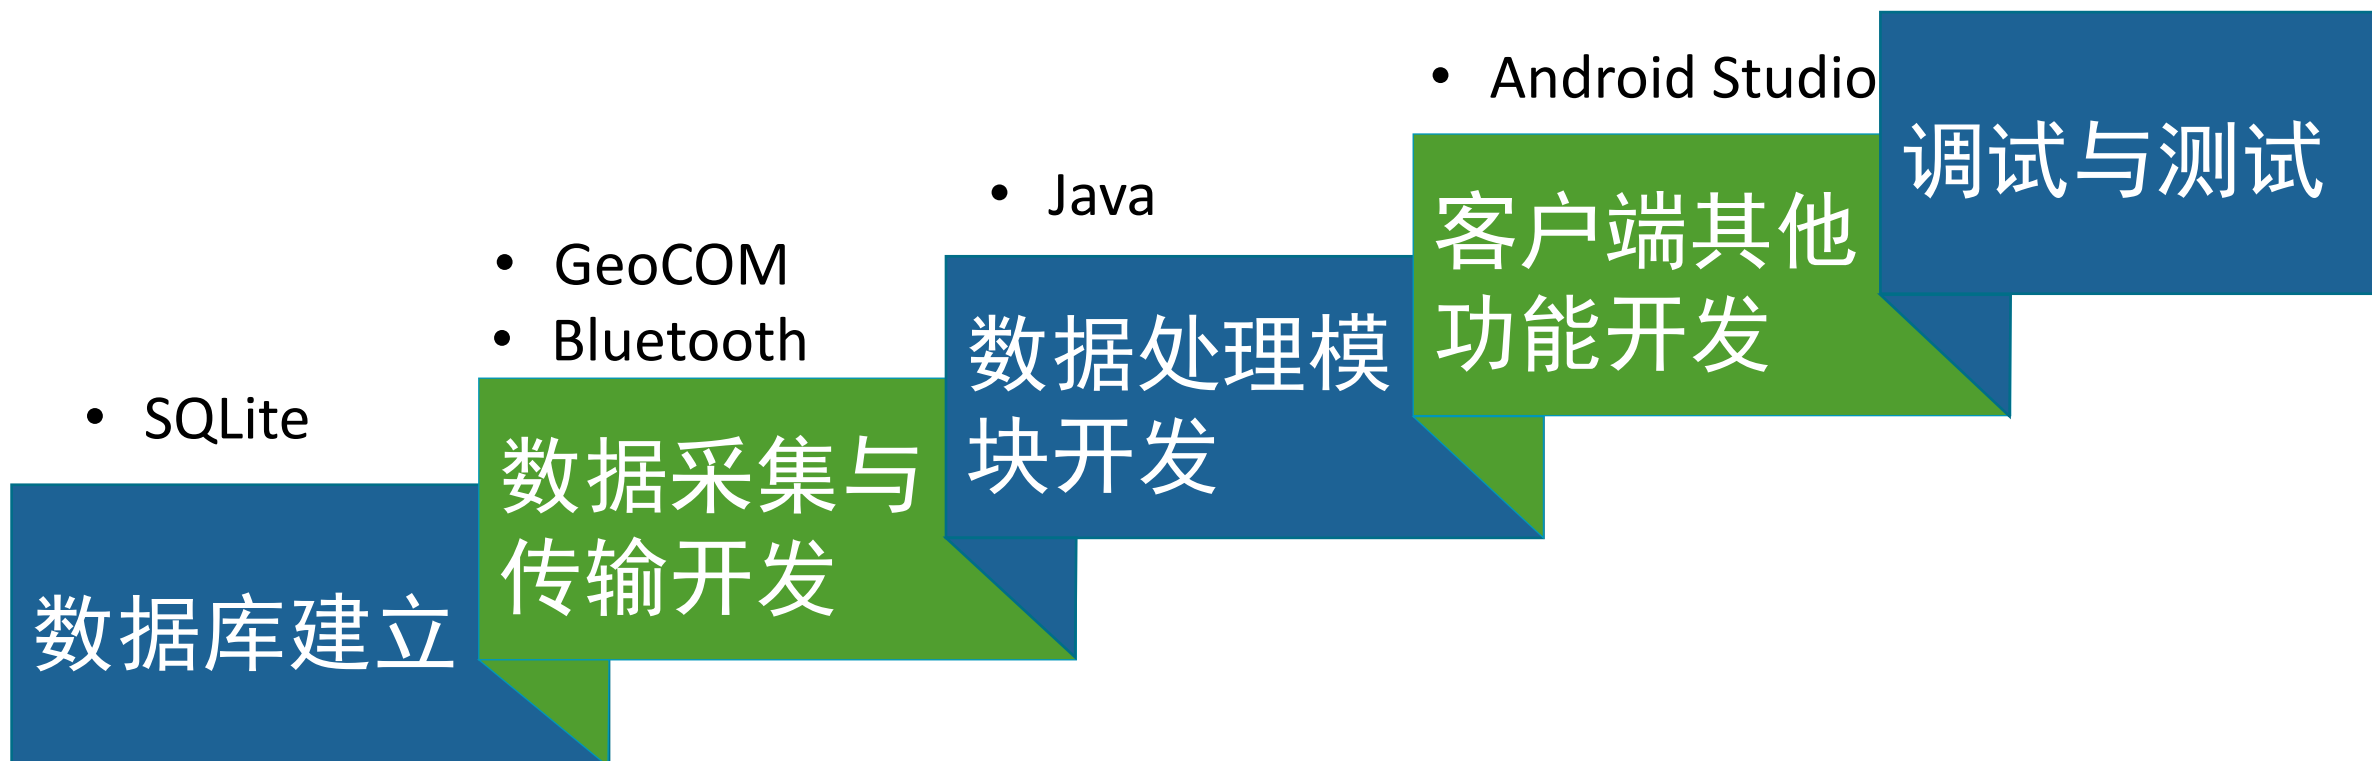 • SQLite
数据库建立
• GeoCOM
• Bluetooth
数据采集与
传输开发
• Java
数据处理模
块开发
• Android Studio
客户端其他
功能开发
调试与测试